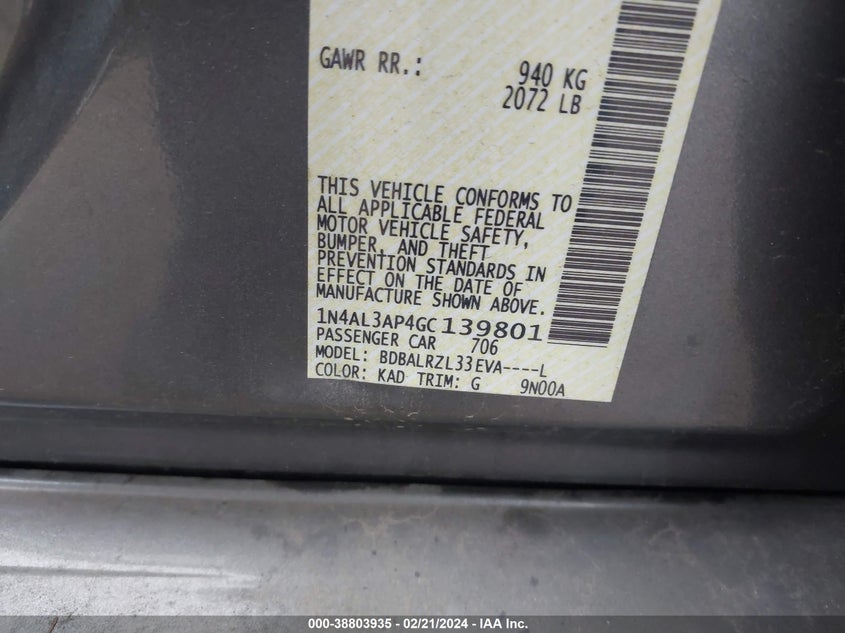 GAWR RR.: 940 KG
2072 LB
THIS VEHICLE CONFORMS TO
ALL APPLICABLE FEDERAL
MOTOR VEHICLE SAFETY,
BUMPER, AND THEFT
PREVENTION STANDARDS IN
EFFECT ON THE DATE OF
MANUFACTURE SHOWN ABOVE.
1N4AL3AP4GC139801
PASSENGER CAR 706
MODEL: BDBALRZL33EVA----L
COLOR: KAD TRIM: G 9N00A
000-38803935 - 02/21/2024 - IAA Inc.